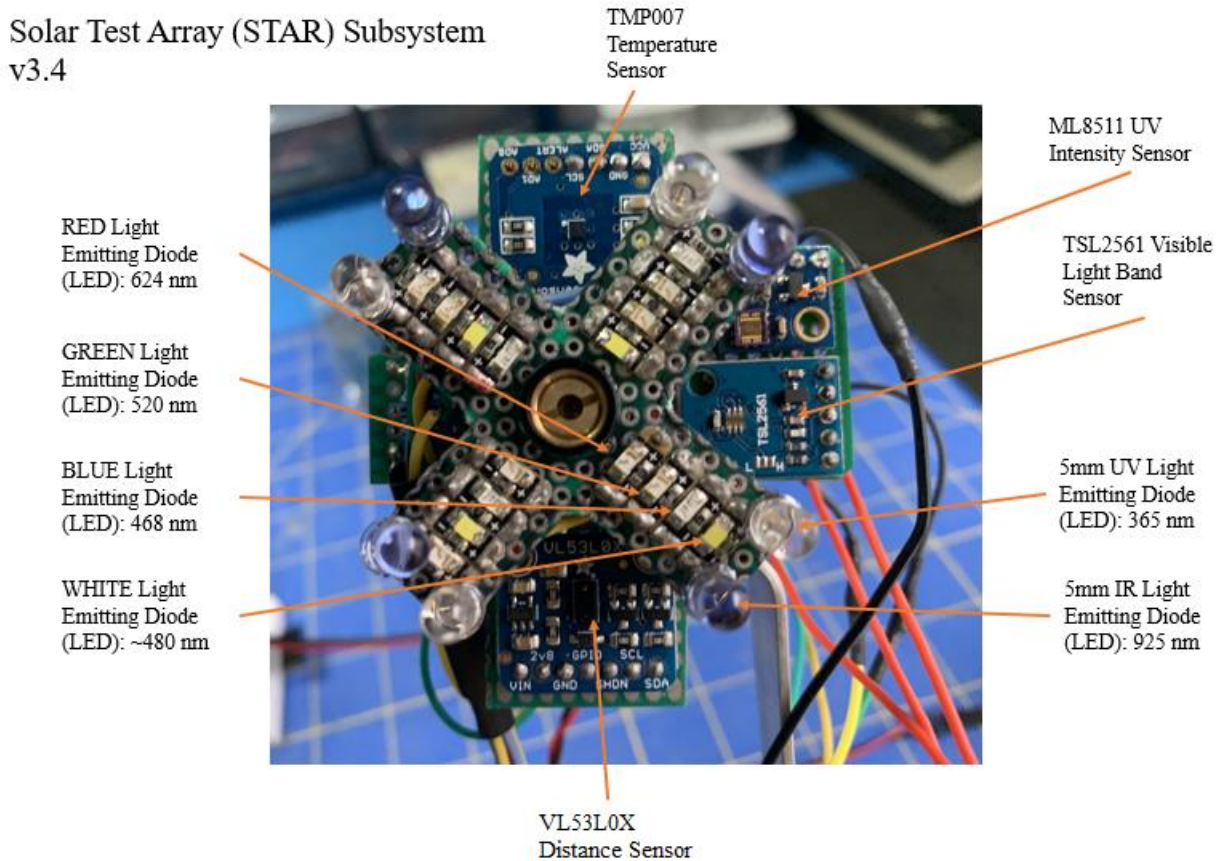 Solar Test Array (STAR) Subsystem
v3.4
TMP007
Temperature
Sensor
ML8511 UV
Intensity Sensor
TSL2561 Visible
Light Band
Sensor
RED Light
Emitting Diode
(LED): 624 nm
GREEN Light
Emitting Diode
(LED): 520 nm
BLUE Light
Emitting Diode
(LED): 468 nm
WHITE Light
Emitting Diode
(LED): ~480 nm
5mm UV Light
Emitting Diode
(LED): 365 nm
5mm IR Light
Emitting Diode
(LED): 925 nm
VL53L0X
Distance Sensor
AD0 ALERT SDA VCC
AD1 SCL GND
TSL2561
L H
VL53L0X
2v8 GPIO SCL
VIN GND SHDN SDA